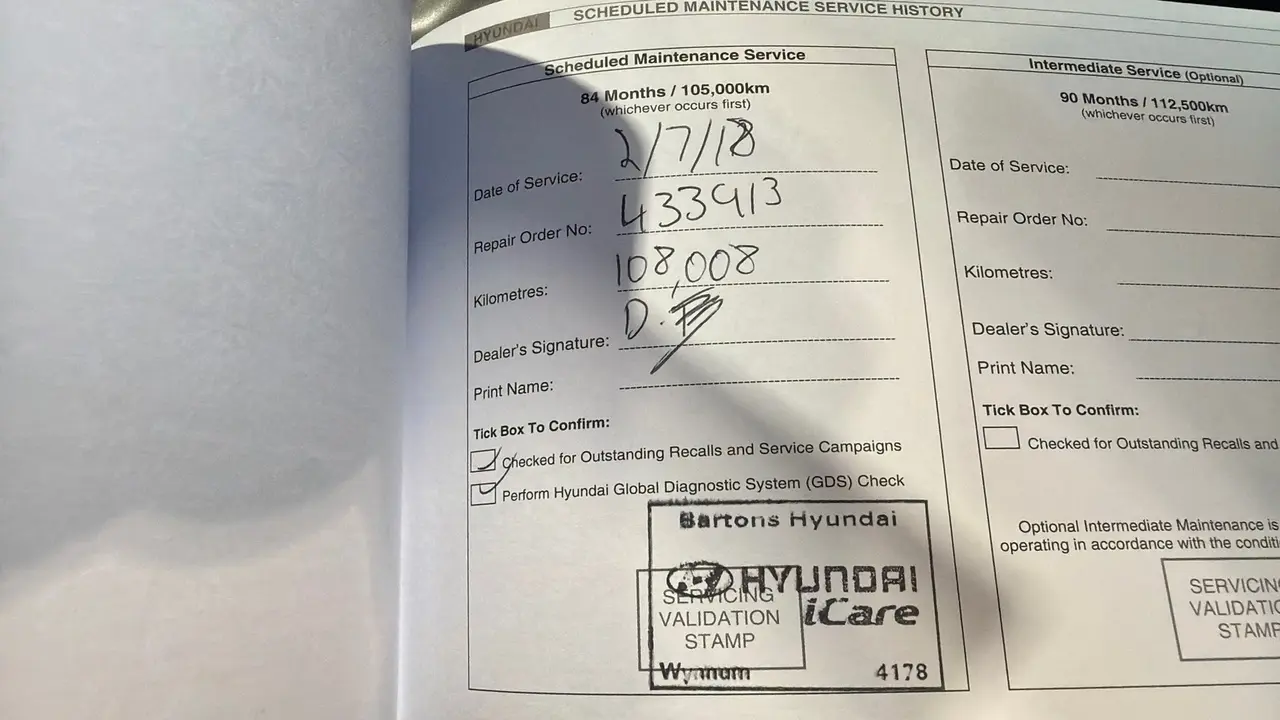 HYUNDAI
SCHEDULED MAINTENANCE SERVICE HISTORY
Scheduled Maintenance Service
84 Months / 105,000km
(whichever occurs first)
Date of Service: 2/7/18
Repair Order No: 433913
Kilometres: 108,008
Dealer's Signature: D.
Print Name:
Tick Box To Confirm:
Checked for Outstanding Recalls and Service Campaigns
Perform Hyundai Global Diagnostic System (GDS) Check
Bartons Hyundai
HYUNDAI
iCare
SERVICING
VALIDATION
STAMP
Wynnum 4178
Intermediate Service (Optional)
90 Months / 112,500km
(whichever occurs first)
Date of Service:
Repair Order No:
Kilometres:
Dealer's Signature:
Print Name:
Tick Box To Confirm:
Checked for Outstanding Recalls and
Optional Intermediate Maintenance is
operating in accordance with the conditi
SERVICIN
VALIDATIO
STAMP